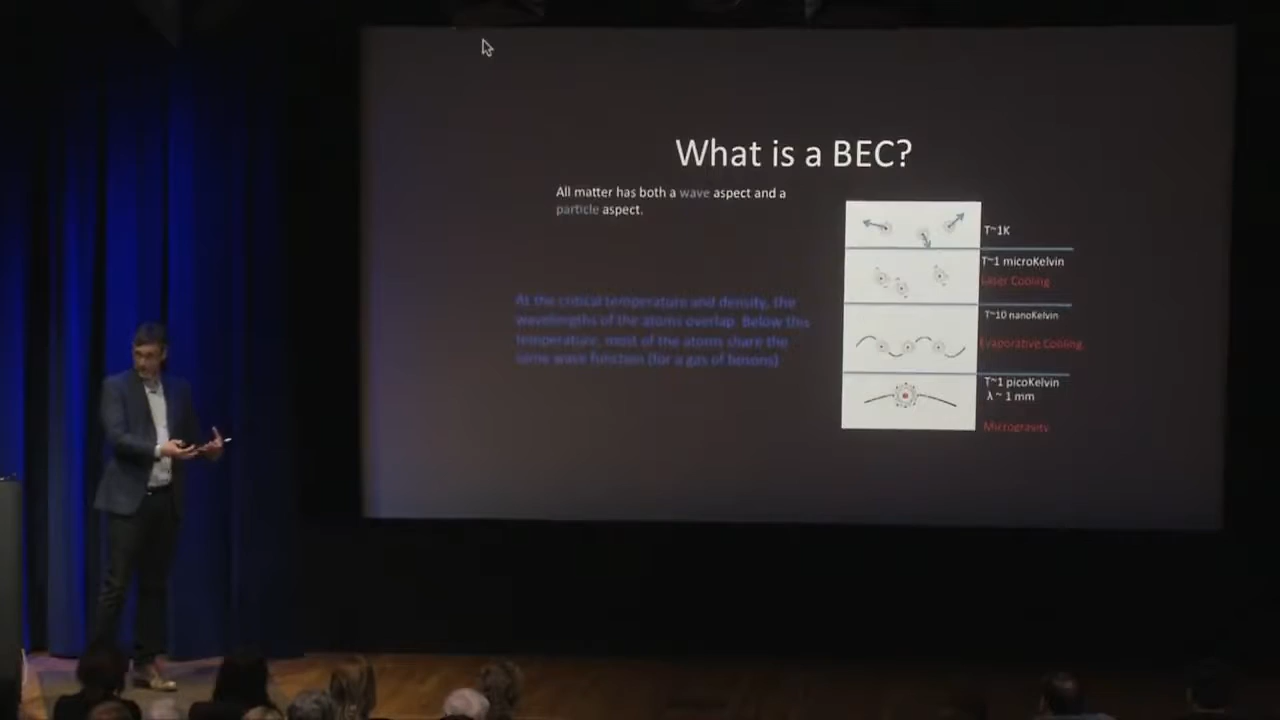 What is a BEC?
All matter has both a wave aspect and a
particle aspect.
At the critical temperature and density, the
wavelengths of the atoms overlap. Below this
temperature, most of the atoms share the
same wave function (for a gas of bosons)
T~1K
T~1 microKelvin
Laser Cooling
T~10 nanoKelvin
Evaporative Cooling
T~1 picoKelvin
λ ~ 1 mm
Microgravity